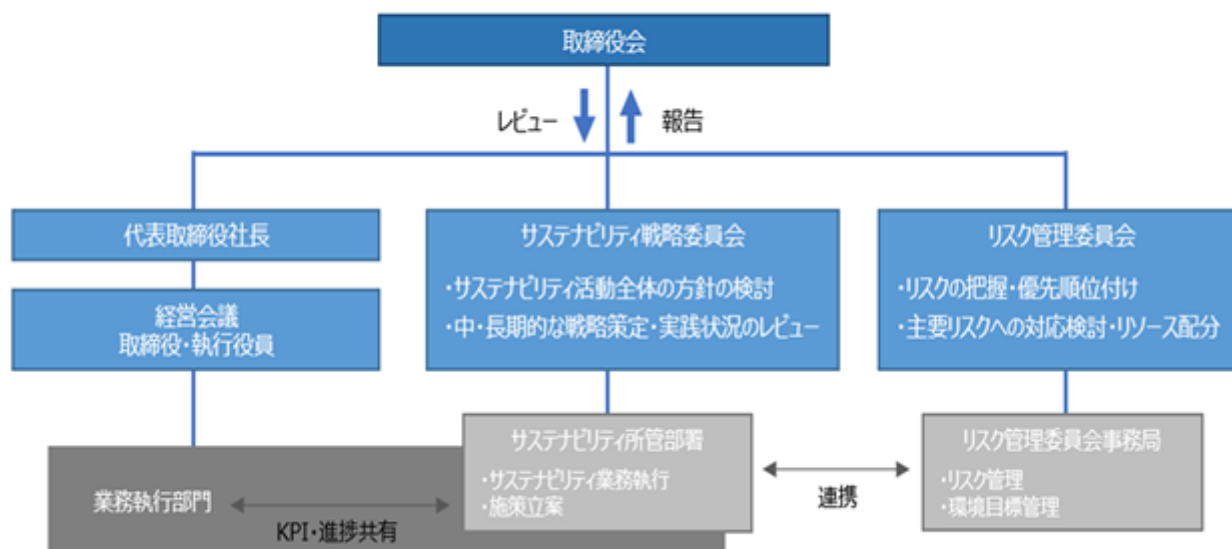 取締役会
レビュー
報告
代表取締役社長
経営会議
取締役・執行役員
サステナビリティ戦略委員会
・サステナビリティ活動全体の方針の検討
・中・長期的な戦略策定・実践状況のレビュー
リスク管理委員会
・リスクの把握・優先順位付け
・主要リスクへの対応検討・リソース配分
業務執行部門
KPI・進捗共有
サステナビリティ所管部署
・サステナビリティ業務執行
・施策立案
連携
リスク管理委員会事務局
・リスク管理
・環境目標管理